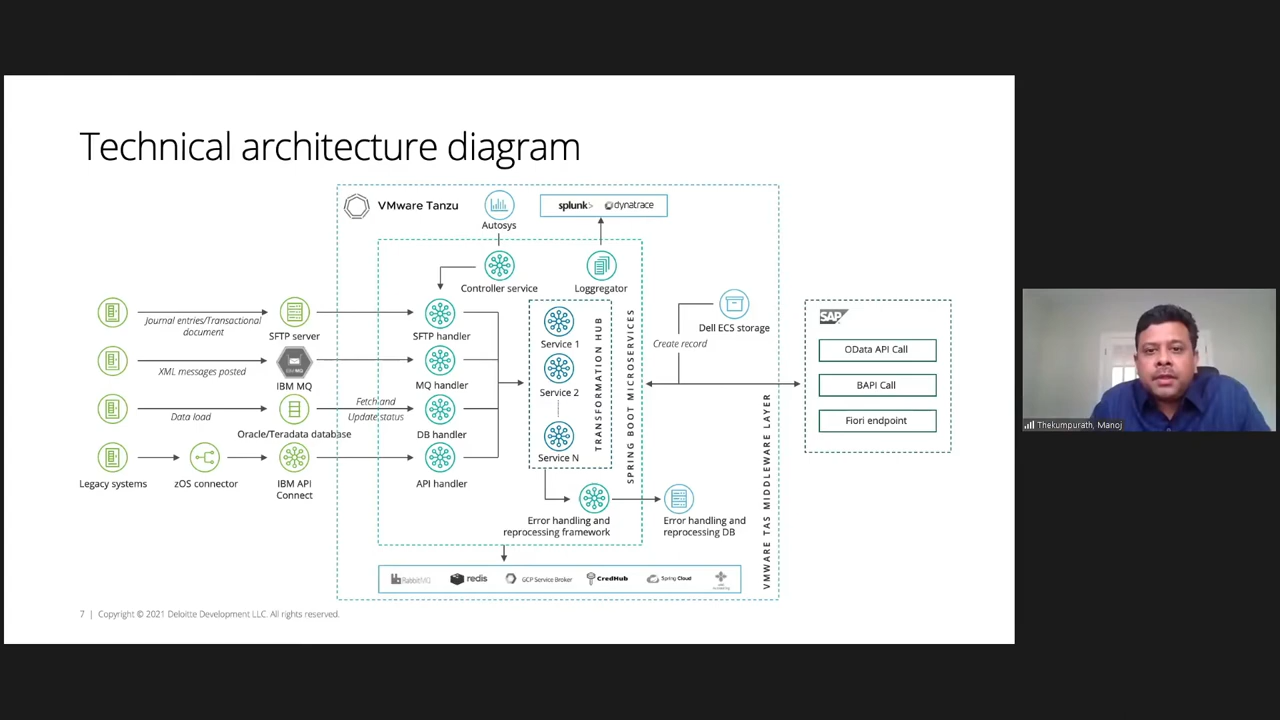 Technical architecture diagram
VMware Tanzu
Autosys
splunk>
dynatrace
Controller service
Loggregator
Journal entries/Transactional
document
SFTP server
SFTP handler
XML messages posted
IBM MQ
MQ handler
Data load
Oracle/Teradata database
Fetch and
Update status
DB handler
Legacy systems
zOS connector
IBM API
Connect
API handler
Service 1
Service 2
Service N
TRANSFORMATION HUB
SPRING BOOT MICROSERVICES
Error handling and
reprocessing framework
Error handling and
reprocessing DB
Dell ECS storage
Create record
VMWARE TAS MIDDLEWARE LAYER
SAP
OData API Call
BAPI Call
Fiori endpoint
RabbitMQ
redis
GCP Service Broker
CredHub
Spring Cloud
7 | Copyright © 2021 Deloitte Development LLC. All rights reserved.
Thekumpurath, Manoj